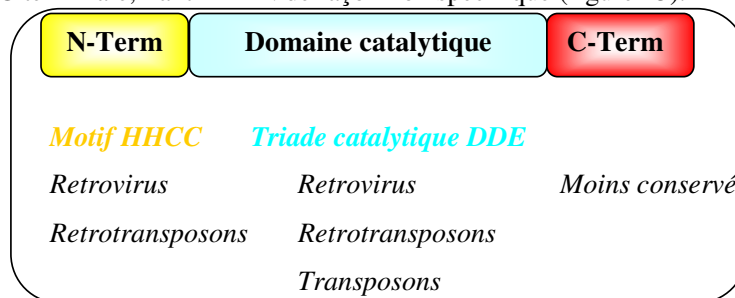 N-Term Domaine catalytique C-Term
Motif HHCC Triade catalytique DDE
Retrovirus Retrovirus Moins conservé
Retrotransposons Retrotransposons
Transposons